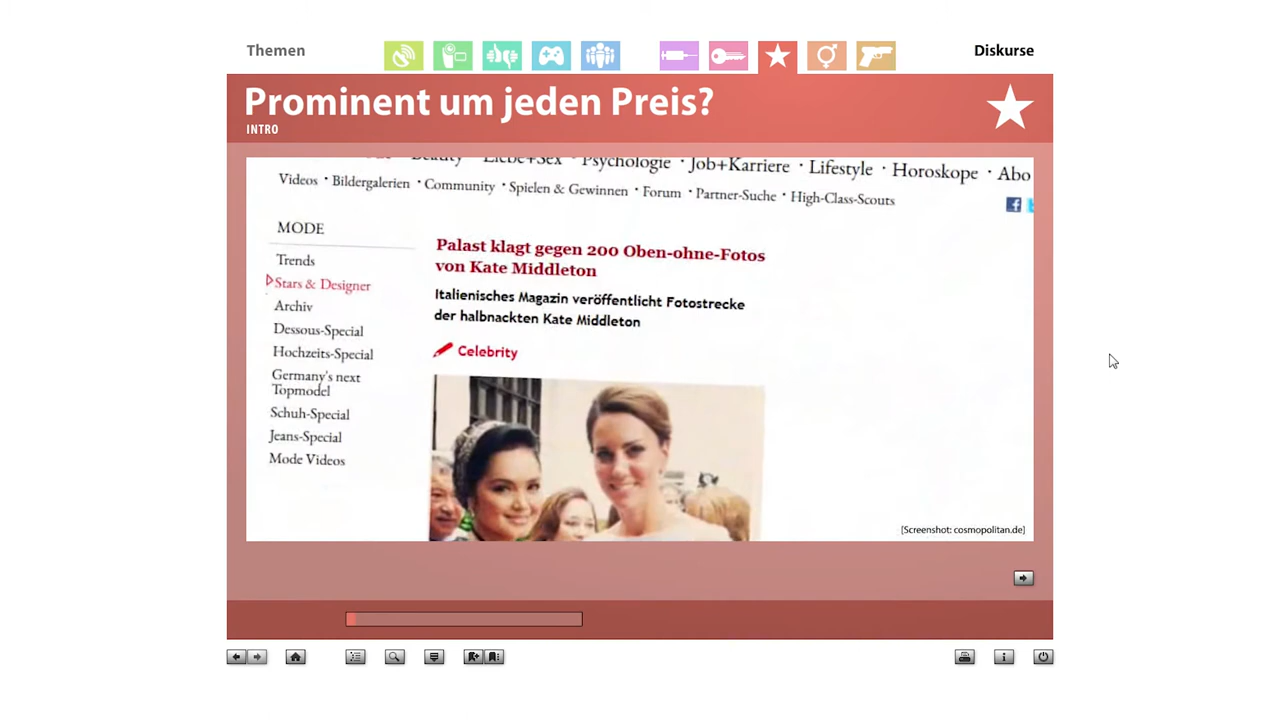 Themen
Diskurse
Prominent um jeden Preis?
INTRO
Beauty · Liebe+Sex · Psychologie · Job+Karriere · Lifestyle · Horoskope · Abo
Videos · Bildergalerien · Community · Spielen & Gewinnen · Forum · Partner-Suche · High-Class-Scouts
MODE
Trends
Stars & Designer
Archiv
Dessous-Special
Hochzeits-Special
Germany's next
Topmodel
Schuh-Special
Jeans-Special
Mode Videos
Palast klagt gegen 200 Oben-ohne-Fotos
von Kate Middleton
Italienisches Magazin veröffentlicht Fotostrecke
der halbnackten Kate Middleton
Celebrity
[Screenshot: cosmopolitan.de]